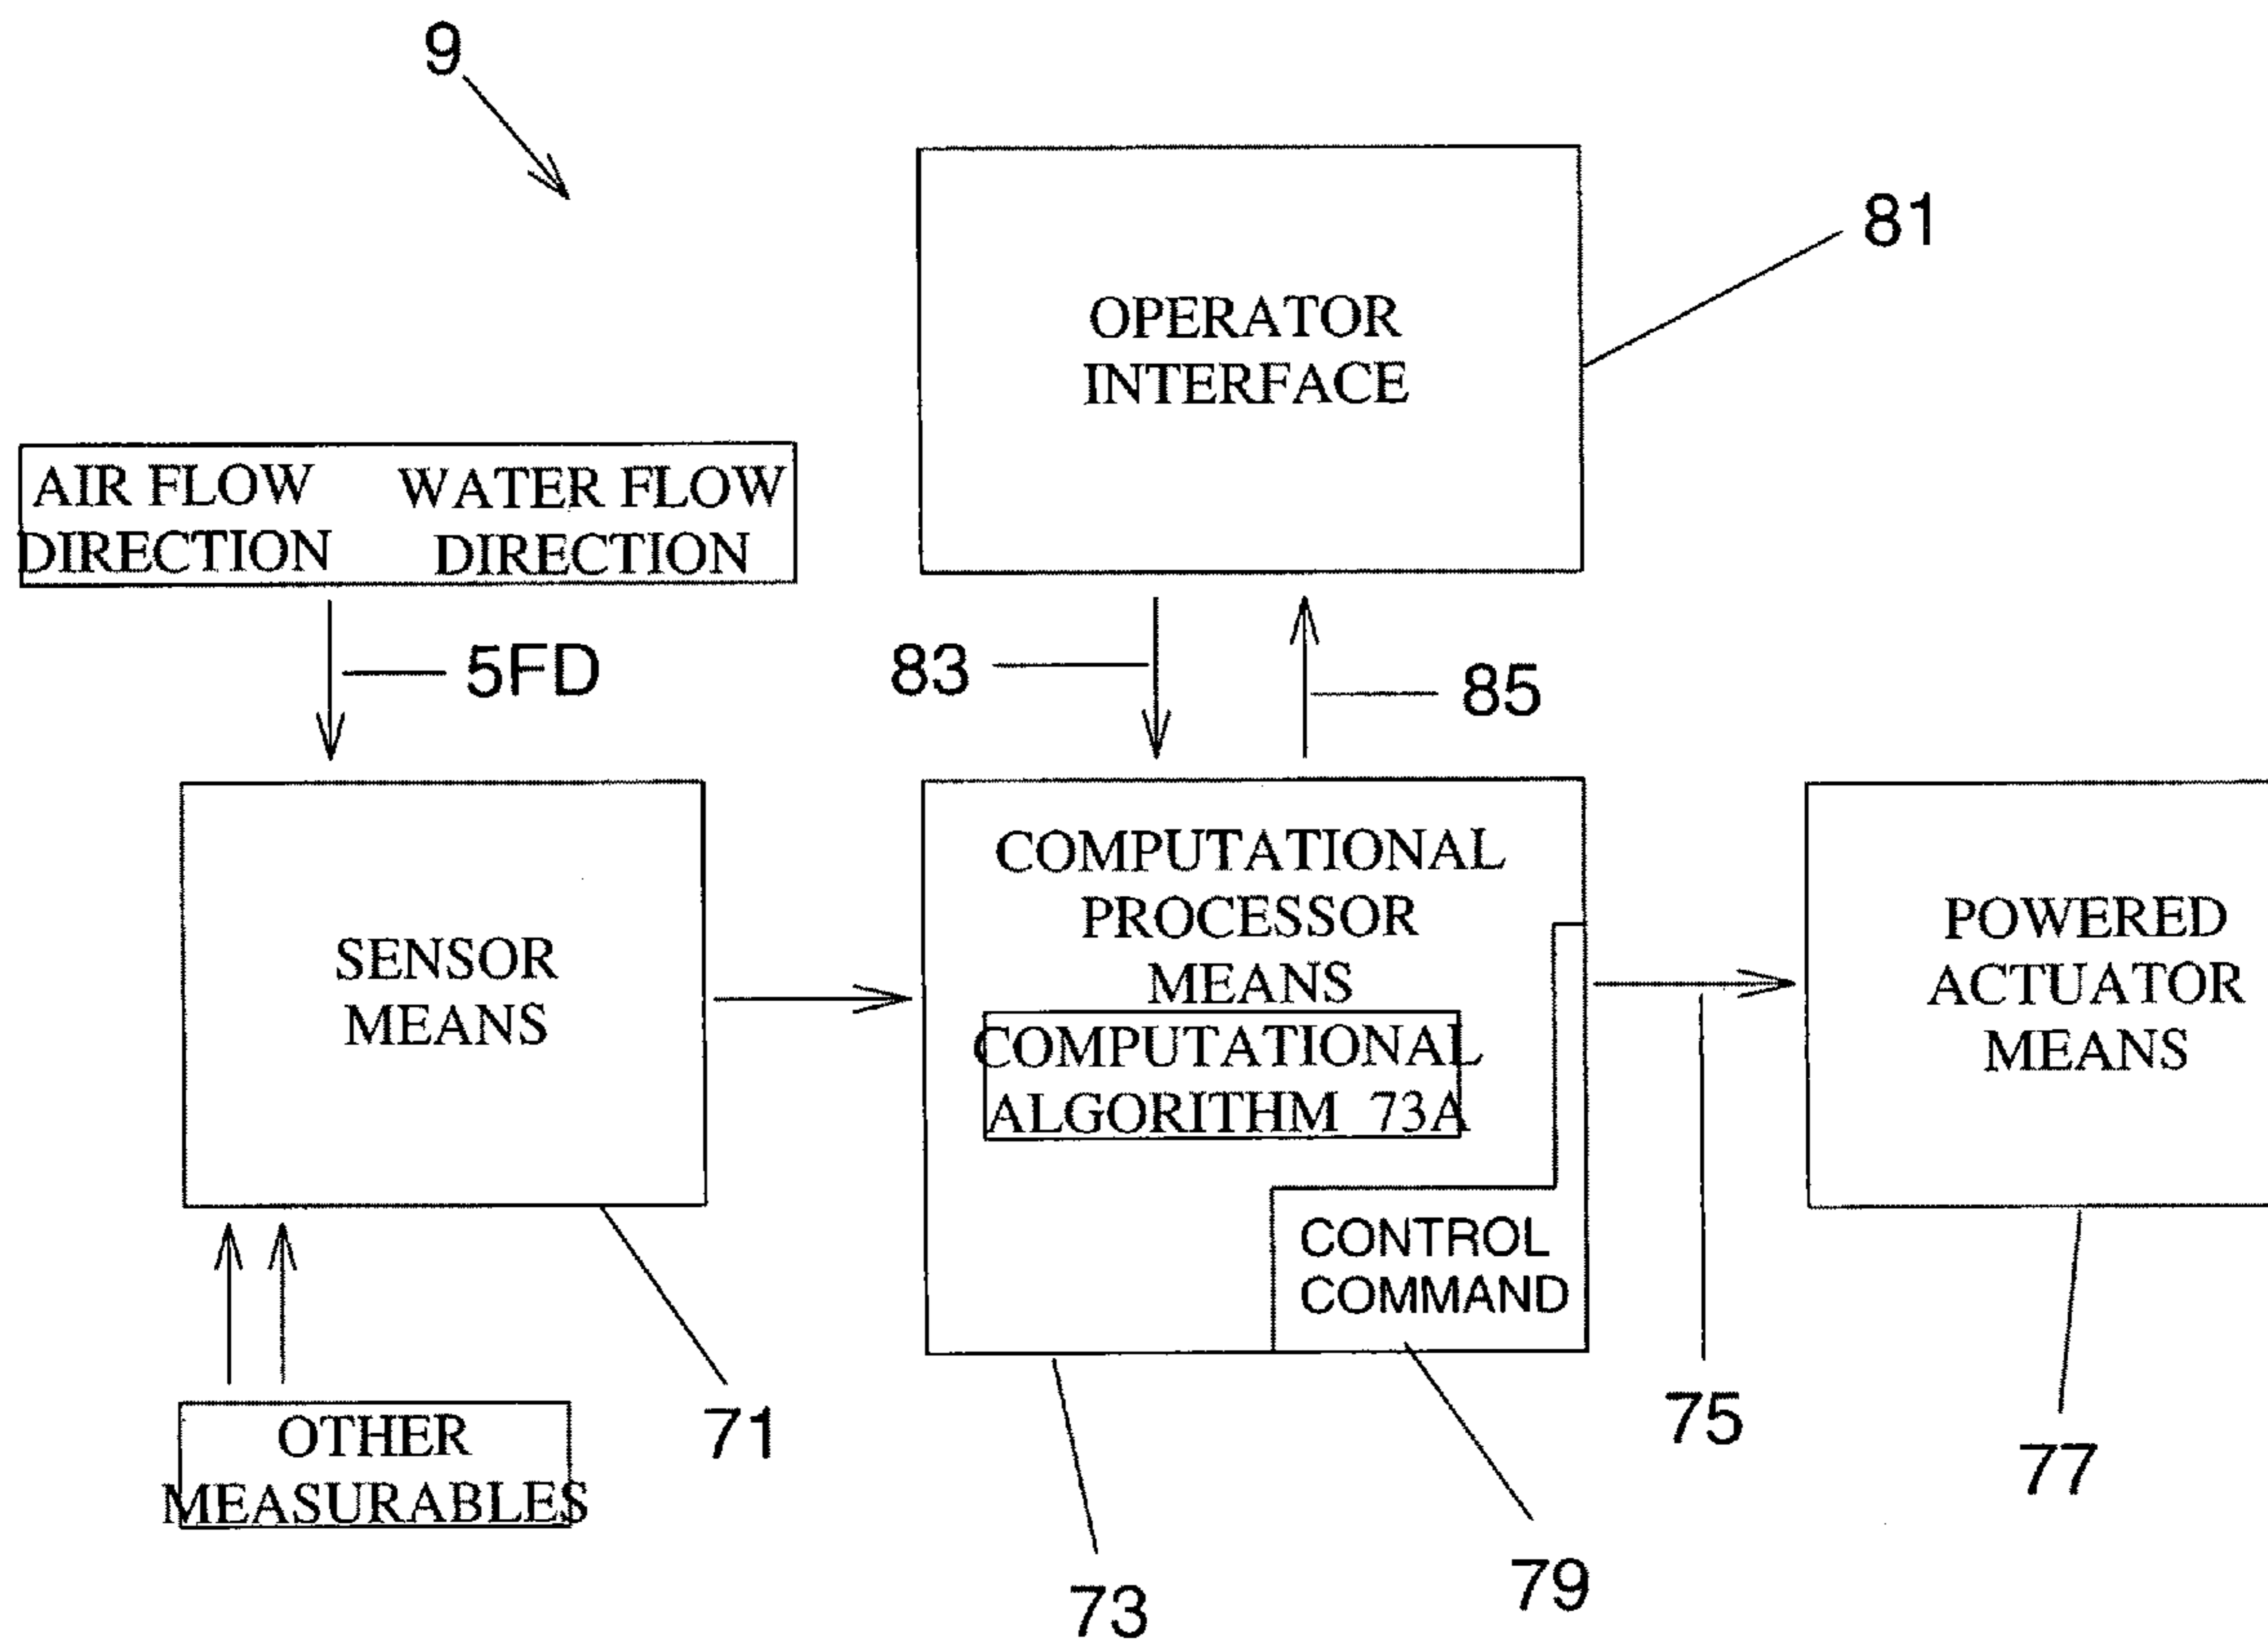 9
OPERATOR
INTERFACE
81
AIR FLOW
DIRECTION
WATER FLOW
DIRECTION
5FD
83
85
SENSOR
MEANS
COMPUTATIONAL
PROCESSOR
MEANS
COMPUTATIONAL
ALGORITHM 73A
CONTROL
COMMAND
POWERED
ACTUATOR
MEANS
OTHER
MEASURABLES
71
73
79
75
77